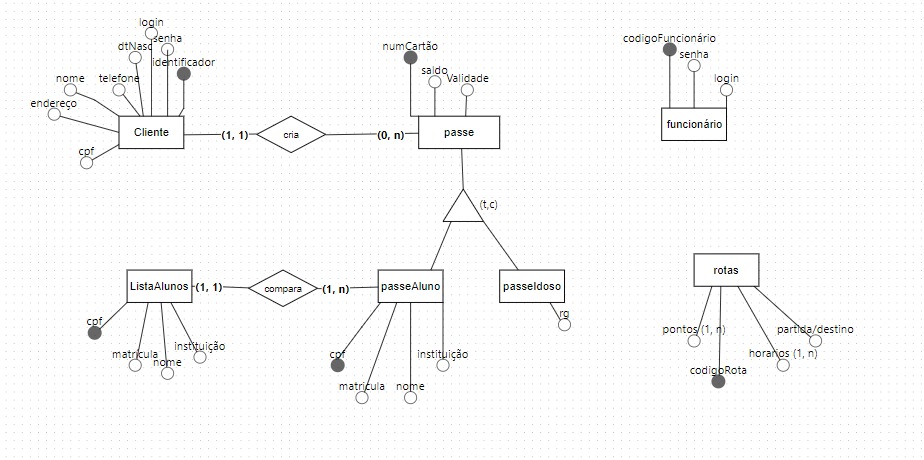 login
dtNasc
senha
identificador
nome
telefone
endereço
cpf
Cliente
(1, 1)
cria
(0, n)
numCartão
saldo
Validade
passe
codigoFuncionário
senha
login
funcionário
(t,c)
ListaAlunos
(1, 1)
compara
(1, n)
passeAluno
passeIdoso
rg
cpf
matrícula
nome
instituição
cpf
matrícula
nome
instituição
rotas
pontos (1, n)
codigoRota
horarios (1, n)
partida/destino